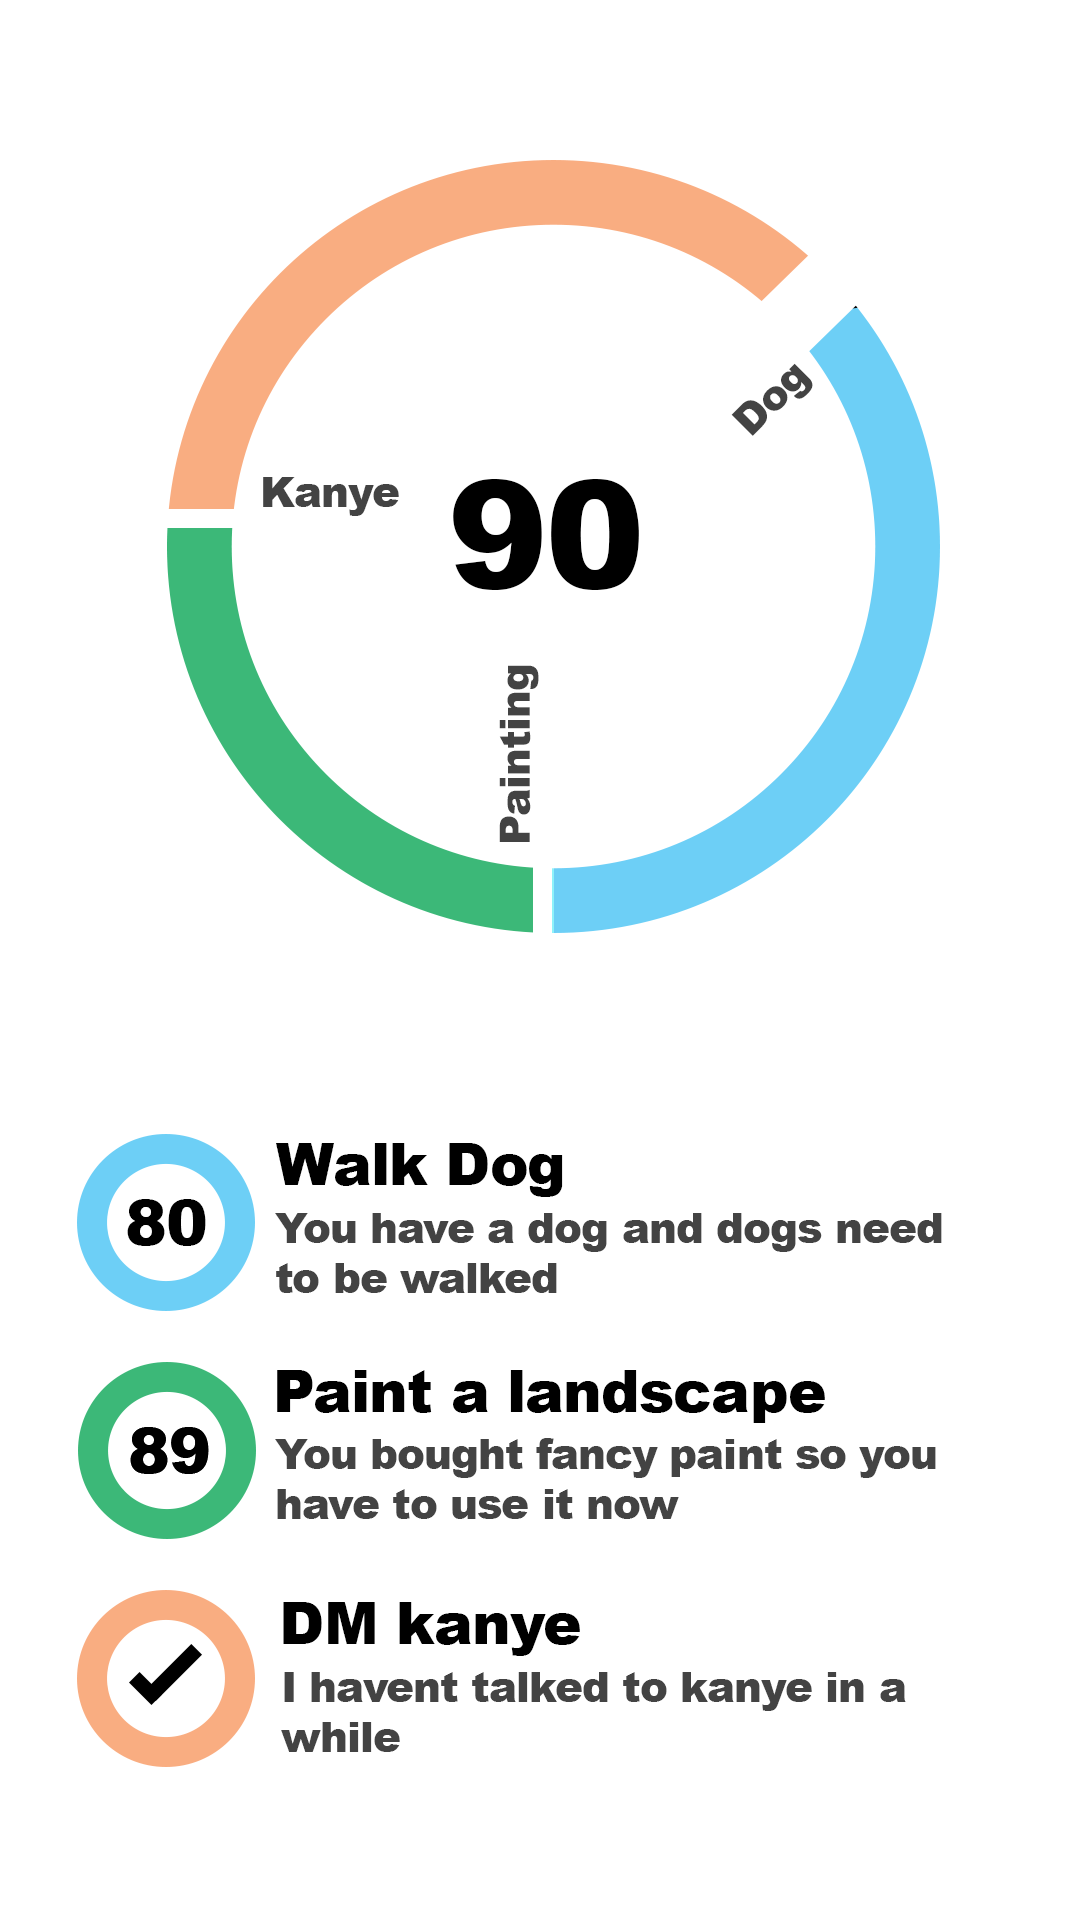 Dog
Kanye
90
Painting
80
Walk Dog
You have a dog and dogs need
to be walked
89
Paint a landscape
You bought fancy paint so you
have to use it now
DM kanye
I havent talked to kanye in a
while